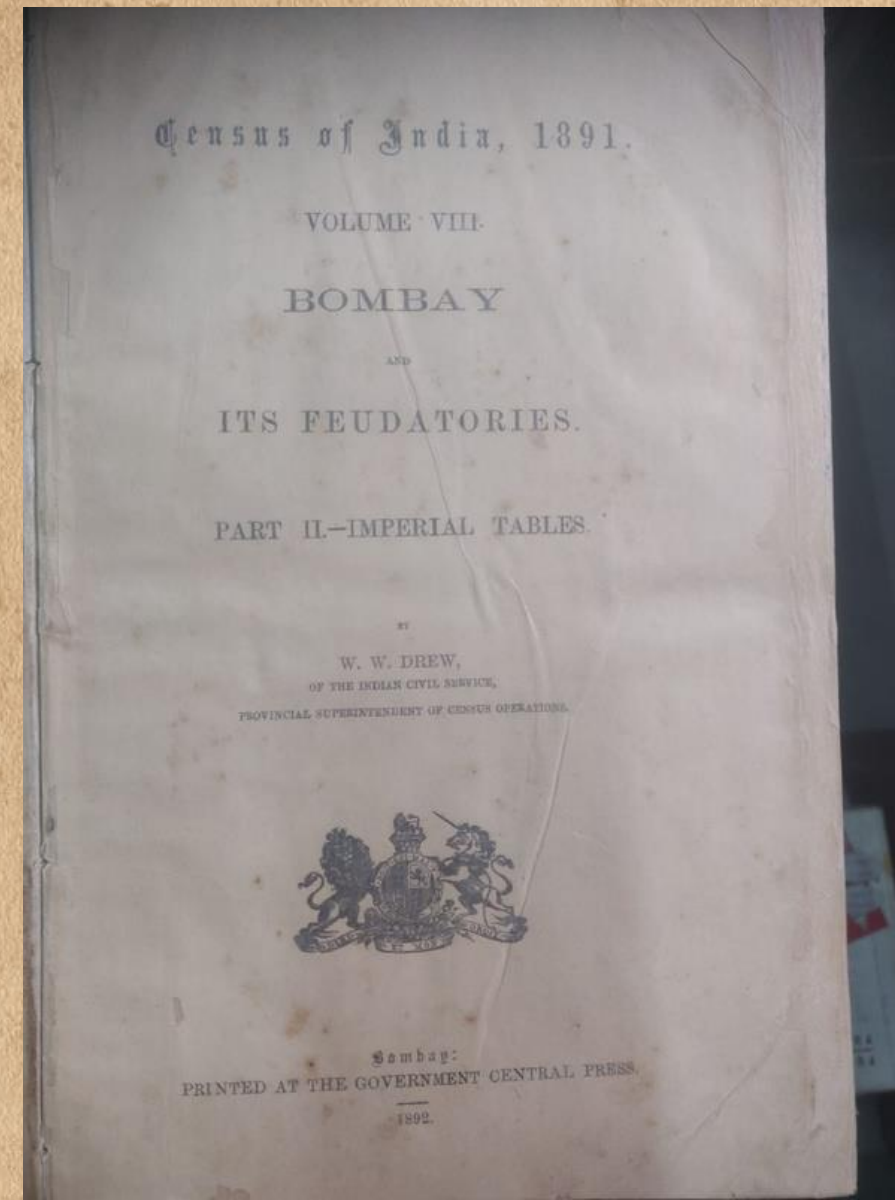 Census of India, 1891.
VOLUME VIII.
BOMBAY
AND
ITS FEUDATORIES.
PART II.—IMPERIAL TABLES.
BY
W. W. DREW,
OF THE INDIAN CIVIL SERVICE,
PROVINCIAL SUPERINTENDENT OF CENSUS OPERATIONS.
Bombay:
PRINTED AT THE GOVERNMENT CENTRAL PRESS.
1892.